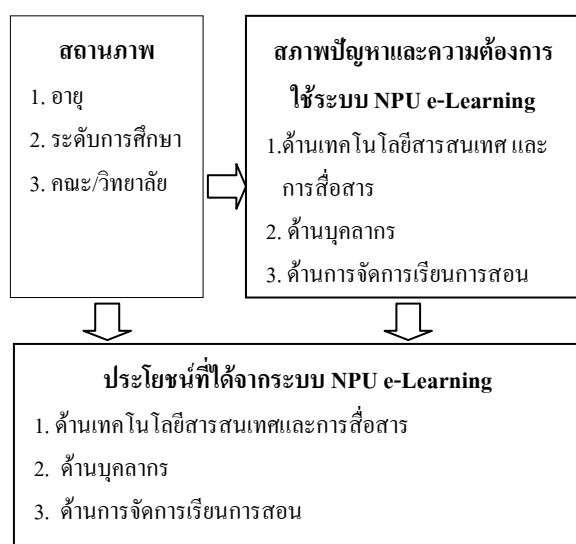 สถานภาพ
1. อายุ
2. ระดับการศึกษา
3. คณะ/วิทยาลัย
สภาพปัญหาและความต้องการ
ใช้ระบบ NPU e-Learning
1.ด้านเทคโนโลยีสารสนเทศ และ
การสื่อสาร
2. ด้านบุคลากร
3. ด้านการจัดการเรียนการสอน
ประโยชน์ที่ได้จากระบบ NPU e-Learning
1. ด้านเทคโนโลยีสารสนเทศและการสื่อสาร
2. ด้านบุคลากร
3. ด้านการจัดการเรียนการสอน